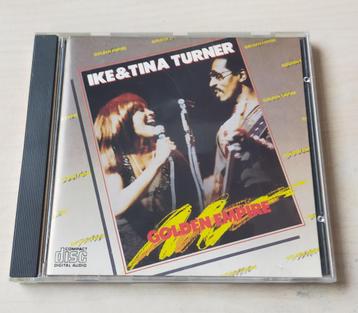 IKE & TINA TURNER
GOLDEN EMPIRE
COMPACT
disc
DIGITAL AUDIO